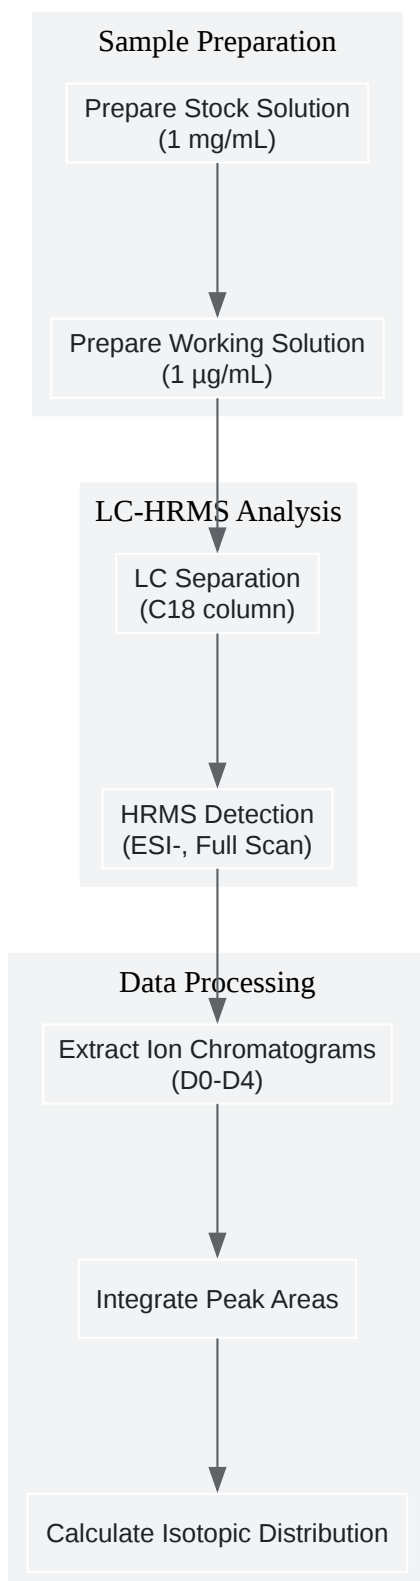 Sample Preparation
Prepare Stock Solution
(1 mg/mL)
Prepare Working Solution
(1 µg/mL)
LC-HRMS Analysis
LC Separation
(C18 column)
HRMS Detection
(ESI-, Full Scan)
Data Processing
Extract Ion Chromatograms
(D0-D4)
Integrate Peak Areas
Calculate Isotopic Distribution